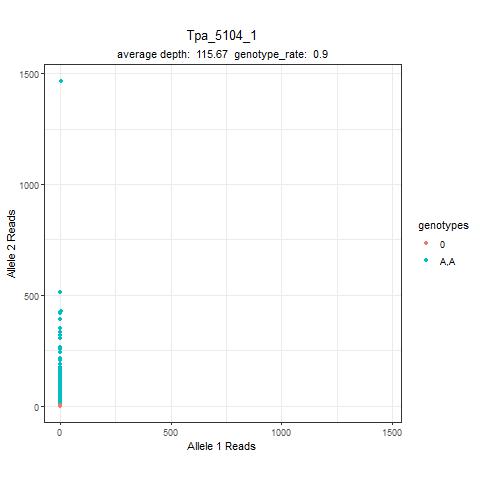 Tpa_5104_1
average depth: 115.67 genotype_rate: 0.9
1500
1000
500
0
Allele 2 Reads
0
500
1000
1500
Allele 1 Reads
genotypes
0
A,A